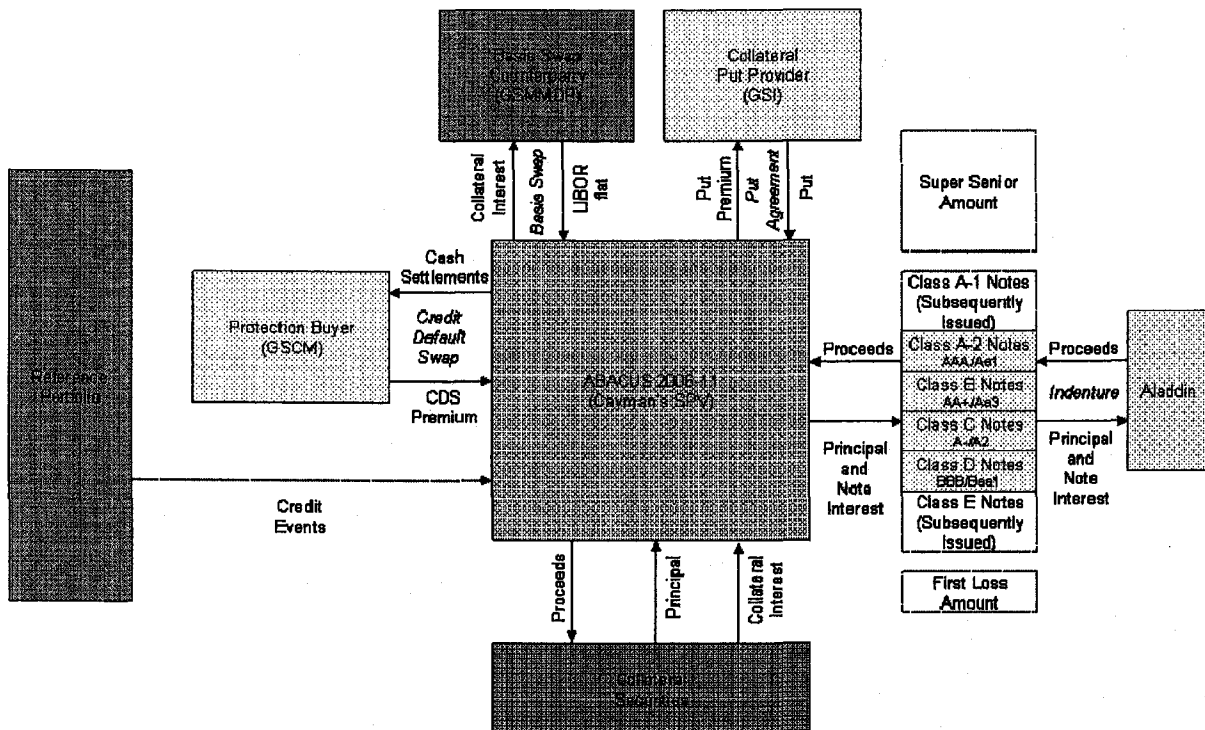 Basis Swap
Counterparty
(GSMMDP)
Collateral
Put Provider
(GSI)
Collateral
Interest
Basis Swap
LIBOR
flat
Put
Premium
Put
Agreement
Put
Super Senior
Amount
Reference
Portfolio
Protection Buyer
(GSCM)
Cash
Settlements
Credit
Default
Swap
CDS
Premium
Credit
Events
ABACUS 2006-11
(Cayman's SPV)
Proceeds
Principal
and
Note
Interest
Class A-1 Notes
(Subsequently
Issued)
Class A-2 Notes
AAA/Aa1
Class B Notes
AA+/Aa3
Class C Notes
A-/A2
Class D Notes
BBB/Baa1
Class E Notes
(Subsequently
Issued)
First Loss
Amount
Proceeds
Indenture
Principal
and
Note
Interest
Aladdin
Proceeds
Principal
Collateral
Interest
Collateral
Securities